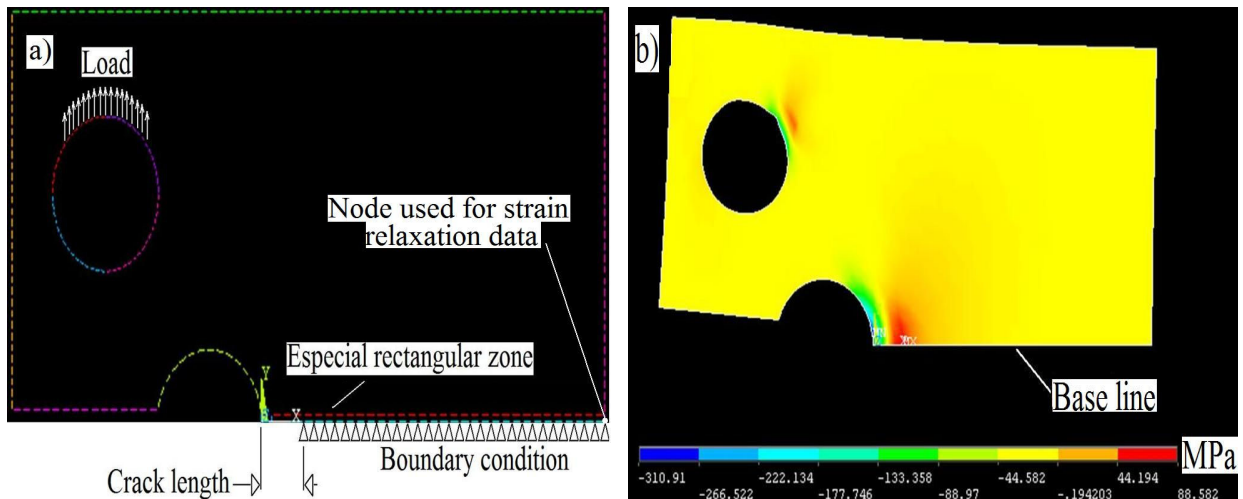 a)
Load
Node used for strain
relaxation data
Y
Especial rectangular zone
X
Boundary condition
Crack length
b)
Base line
MPa
-310.91 -222.134 -133.358 -44.582 44.194
-266.522 -177.746 -88.97 -.194203 88.582